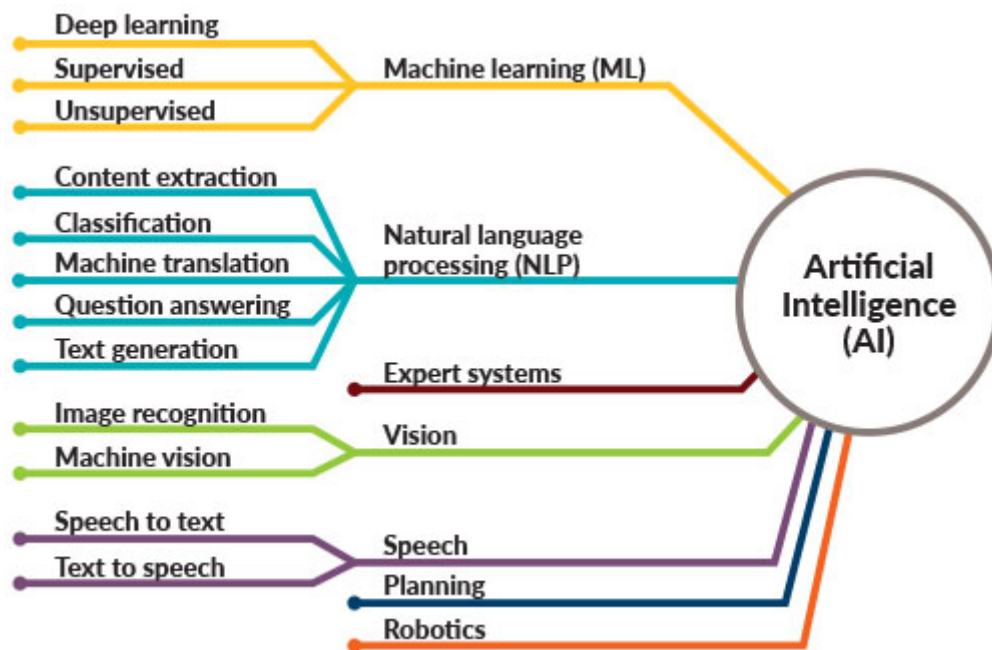 Deep learning
Supervised
Unsupervised
Machine learning (ML)
Content extraction
Classification
Machine translation
Question answering
Text generation
Natural language
processing (NLP)
Expert systems
Image recognition
Machine vision
Vision
Speech to text
Text to speech
Speech
Planning
Robotics
Artificial
Intelligence
(AI)